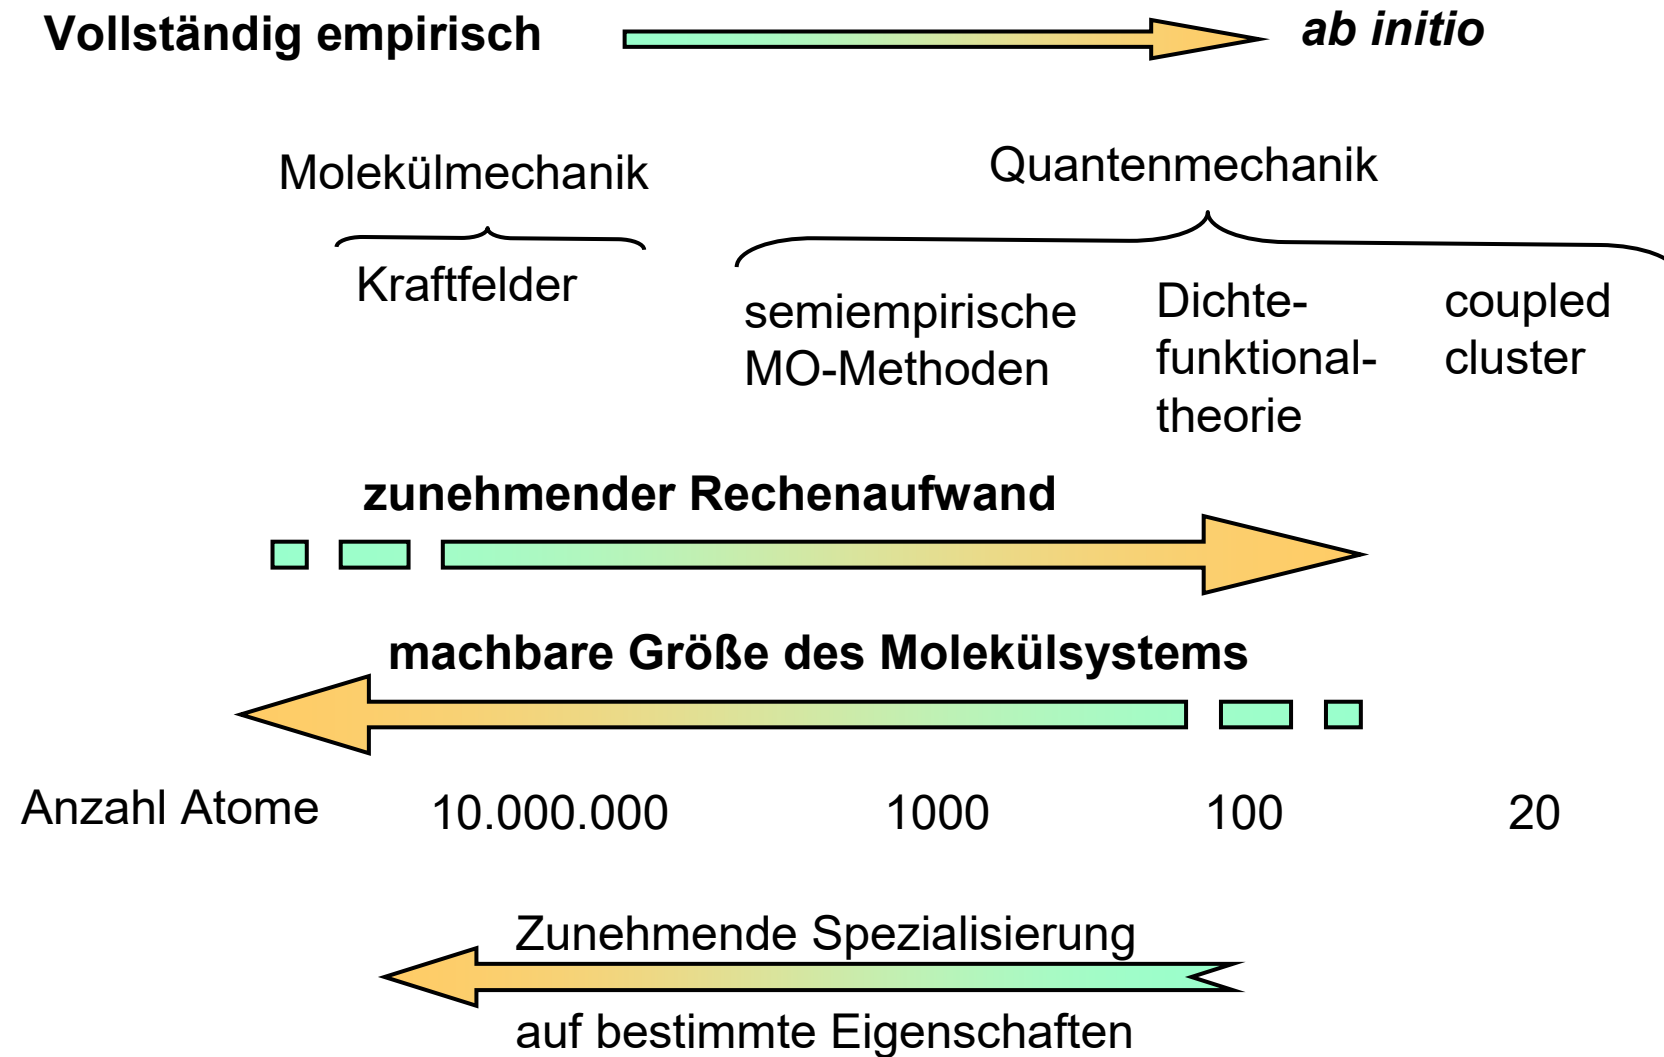 Vollständig empirisch
ab initio
Molekülmechanik
Quantenmechanik
Kraftfelder
semiempirische
MO-Methoden
Dichte-
funktional-
theorie
coupled
cluster
zunehmender Rechenaufwand
machbare Größe des Molekülsystems
Anzahl Atome 10.000.000 1000 100 20
Zunehmende Spezialisierung
auf bestimmte Eigenschaften